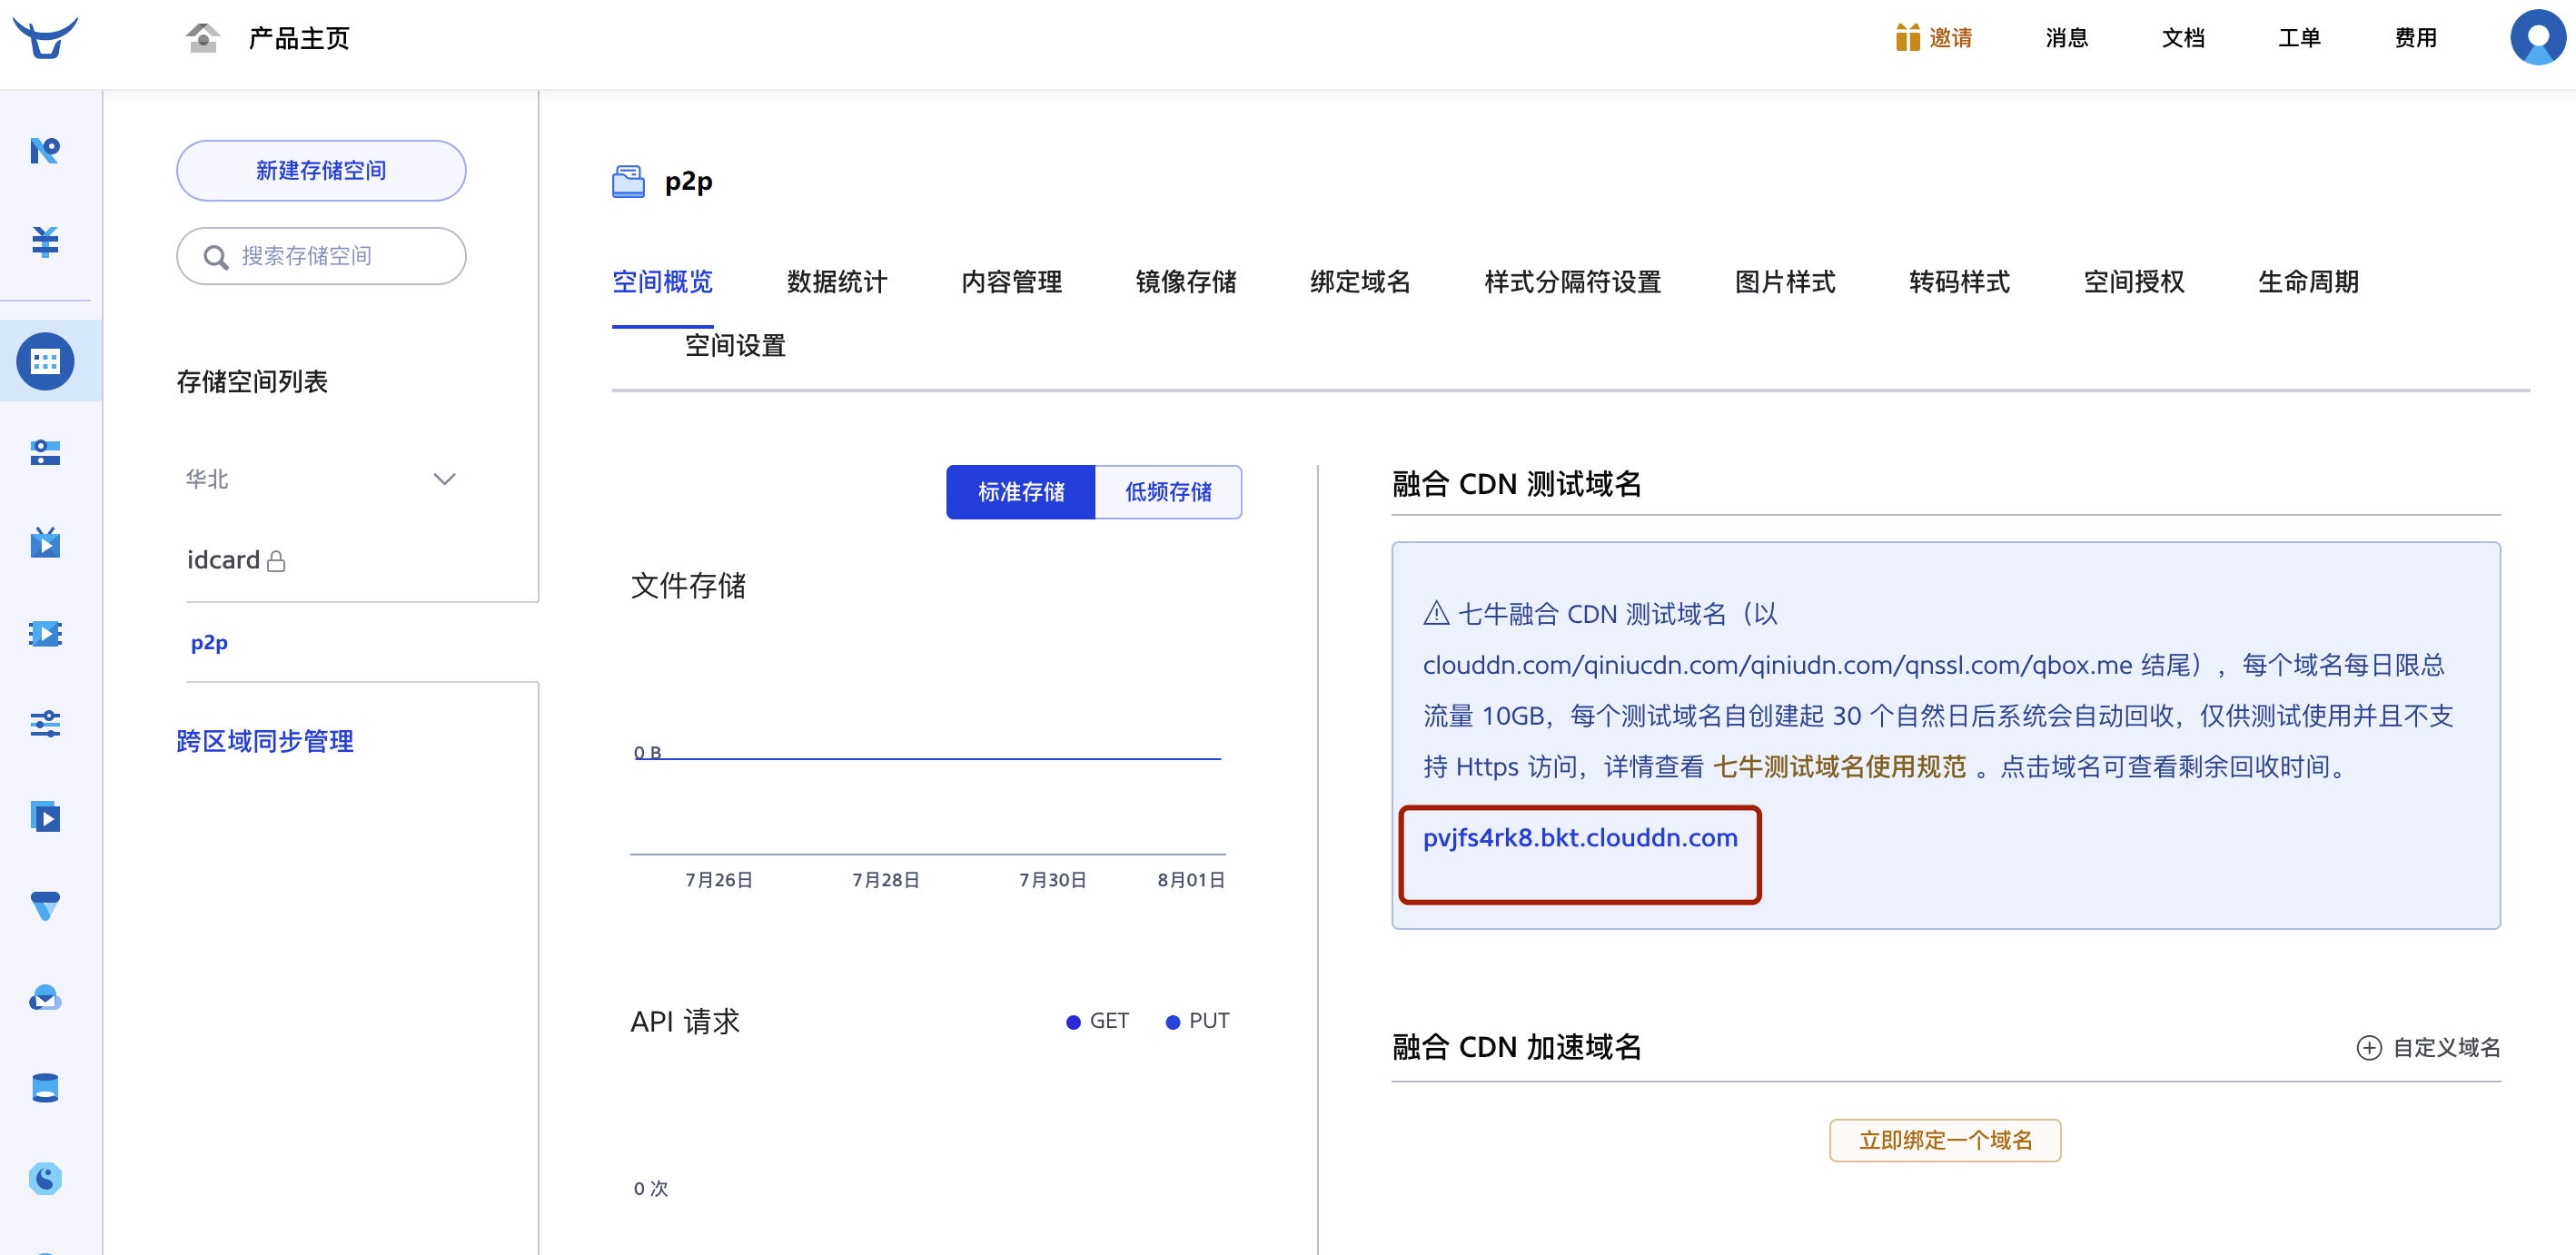 产品主页
邀请
消息
文档
工单
费用
新建存储空间
搜索存储空间
存储空间列表
华北
idcard
p2p
跨区域同步管理
p2p
空间概览
数据统计
内容管理
镜像存储
绑定域名
样式分隔符设置
图片样式
转码样式
空间授权
生命周期
空间设置
标准存储
低频存储
文件存储
0 B
7月26日
7月28日
7月30日
8月01日
API 请求
GET
PUT
0 次
融合 CDN 测试域名
七牛融合 CDN 测试域名（以
clouddn.com/qiniucdn.com/qiniudn.com/qnssl.com/qbox.me 结尾），每个域名每日限总
流量 10GB，每个测试域名自创建起 30 个自然日后系统会自动回收，仅供测试使用并且不支
持 Https 访问，详情查看 七牛测试域名使用规范 。点击域名可查看剩余回收时间。
pvjfs4rk8.bkt.clouddn.com
融合 CDN 加速域名
自定义域名
立即绑定一个域名